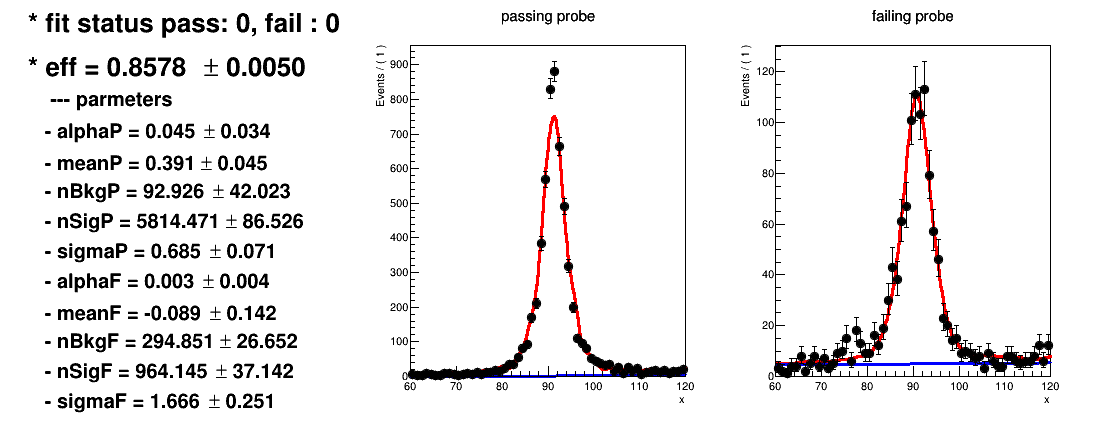 * fit status pass: 0, fail : 0
* eff = 0.8578 ± 0.0050
--- parmeters
- alphaP = 0.045 ± 0.034
- meanP = 0.391 ± 0.045
- nBkgP = 92.926 ± 42.023
- nSigP = 5814.471 ± 86.526
- sigmaP = 0.685 ± 0.071
- alphaF = 0.003 ± 0.004
- meanF = -0.089 ± 0.142
- nBkgF = 294.851 ± 26.652
- nSigF = 964.145 ± 37.142
- sigmaF = 1.666 ± 0.251
passing probe
Events / ( 1 )
900
800
700
600
500
400
300
200
100
0
60 70 80 90 100 110 120
x
failing probe
Events / ( 1 )
120
100
80
60
40
20
0
60 70 80 90 100 110 120
x